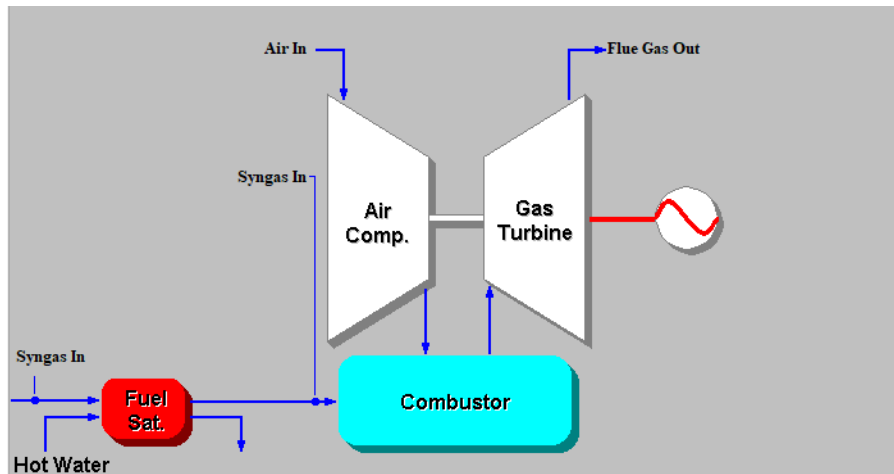 Air In
Flue Gas Out
Syngas In
Air
Comp.
Gas
Turbine
Syngas In
Fuel
Sat.
Combustor
Hot Water